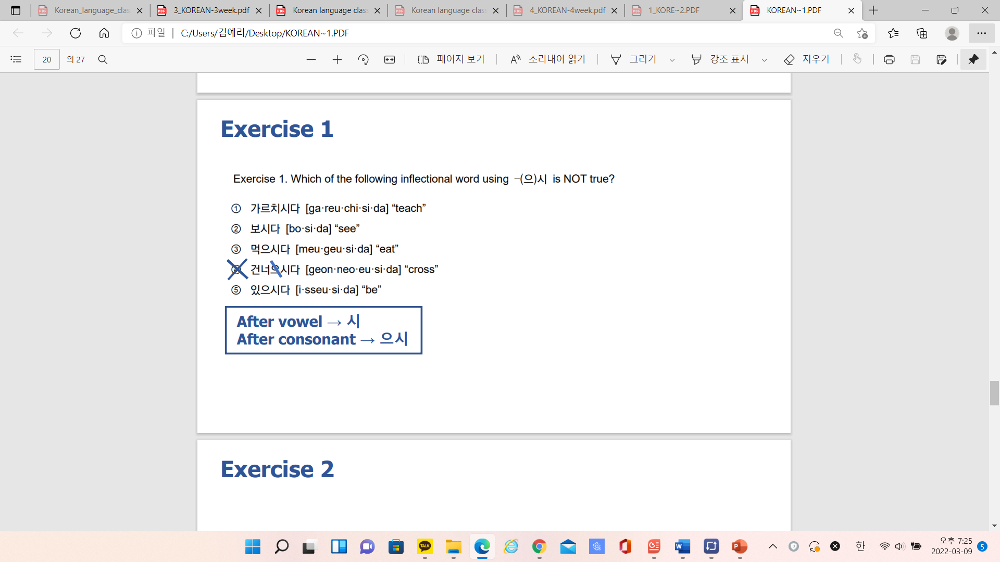 Korean_language_clas
3_KOREAN-3week.pdf
Korean language clas
Korean language clas
4_KOREAN-4week.pdf
1_KORE~2.PDF
KOREAN~1.PDF
파일 C:/Users/김예리/Desktop/KOREAN~1.PDF
20 의 27 페이지 보기 소리내어 읽기 그리기 강조 표시 지우기
Exercise 1
Exercise 1. Which of the following inflectional word using -(으)시 is NOT true?
① 가르치시다 [ga·reu·chi·si·da] “teach”
② 보시다 [bo·si·da] “see”
③ 먹으시다 [meu·geu·si·da] “eat”
④ 건너으시다 [geon·neo·eu·si·da] “cross”
⑤ 있으시다 [i·sseu·si·da] “be”
After vowel → 시
After consonant → 으시
Exercise 2
TALK
한
오후 7:25
2022-03-09
5